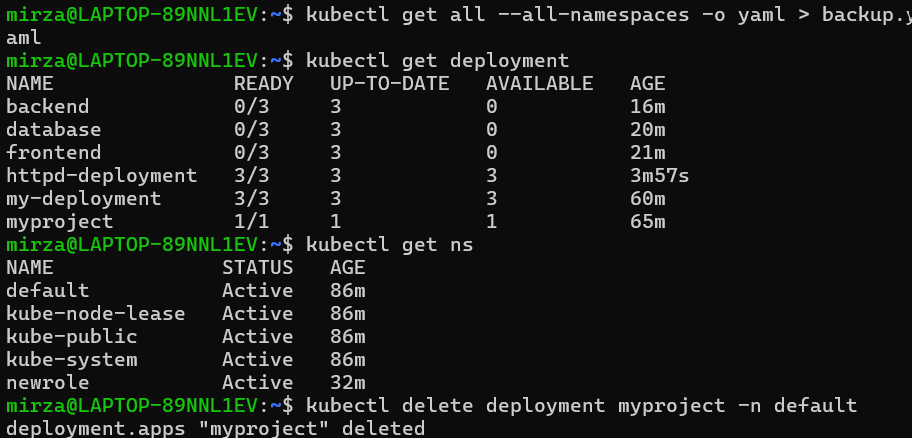 mirza@LAPTOP-89NNL1EV:~$ kubectl get all --all-namespaces -o yaml > backup.y
aml
mirza@LAPTOP-89NNL1EV:~$ kubectl get deployment
NAME               READY   UP-TO-DATE   AVAILABLE   AGE
backend            0/3     3            0           16m
database           0/3     3            0           20m
frontend           0/3     3            0           21m
httpd-deployment   3/3     3            3           3m57s
my-deployment      3/3     3            3           60m
myproject          1/1     1            1           65m
mirza@LAPTOP-89NNL1EV:~$ kubectl get ns
NAME              STATUS   AGE
default           Active   86m
kube-node-lease   Active   86m
kube-public       Active   86m
kube-system       Active   86m
newrole           Active   32m
mirza@LAPTOP-89NNL1EV:~$ kubectl delete deployment myproject -n default
deployment.apps "myproject" deleted